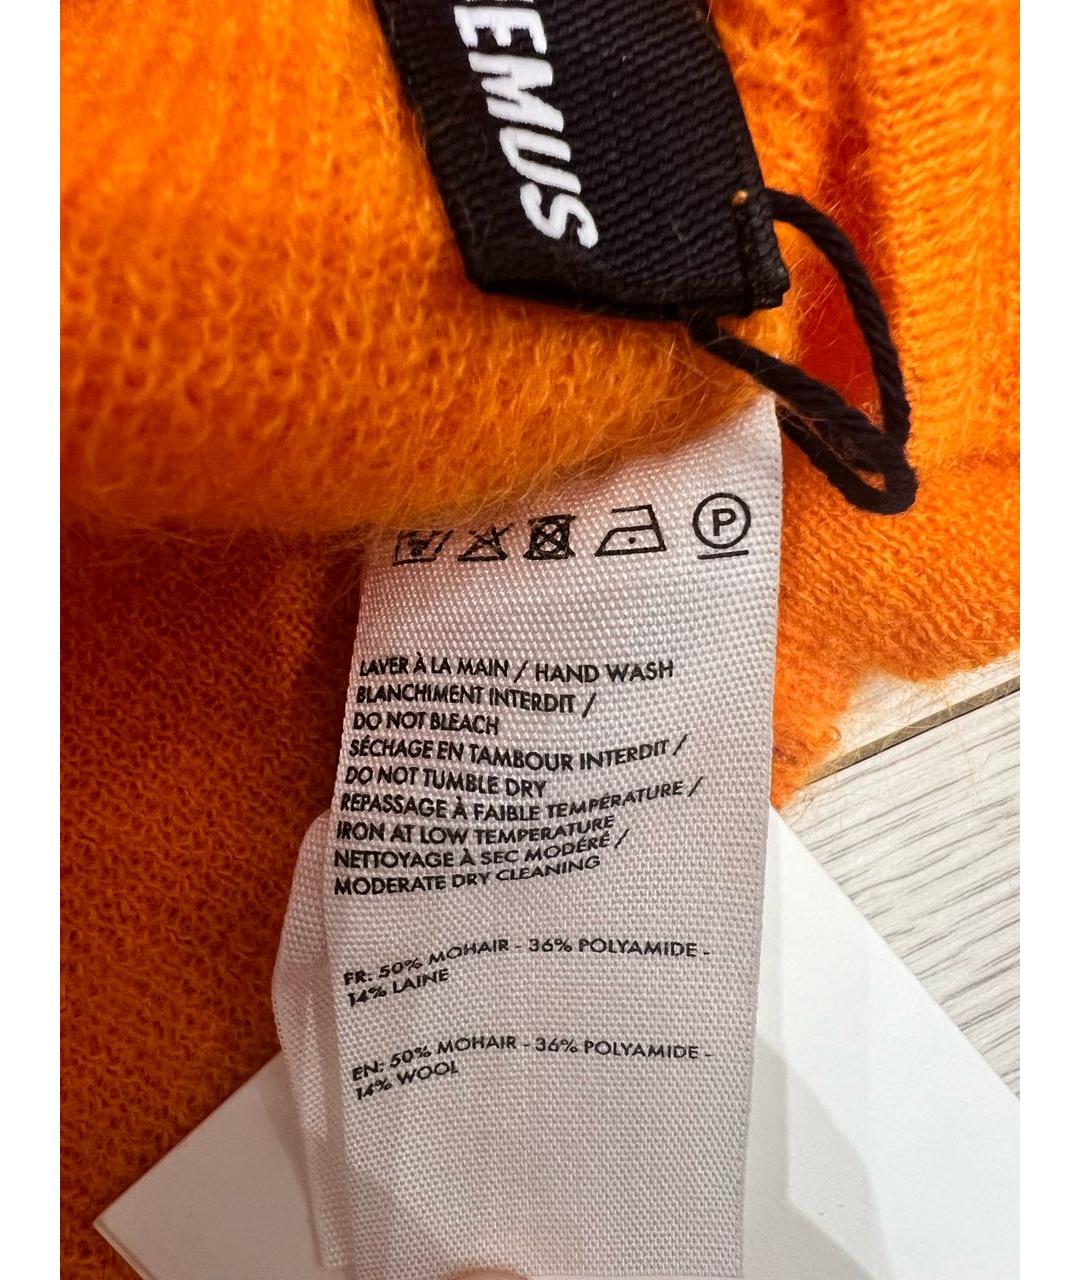 EMUS
P
LAVER À LA MAIN / HAND WASH
BLANCHIMENT INTERDIT /
DO NOT BLEACH
SÉCHAGE EN TAMBOUR INTERDIT /
DO NOT TUMBLE DRY
REPASSAGE À FAIBLE TEMPÉRATURE /
IRON AT LOW TEMPERATURE
NETTOYAGE À SEC MODÉRÉ /
MODERATE DRY CLEANING
FR: 50% MOHAIR - 36% POLYAMIDE -
14% LAINE
EN: 50% MOHAIR - 36% POLYAMIDE -
14% WOOL